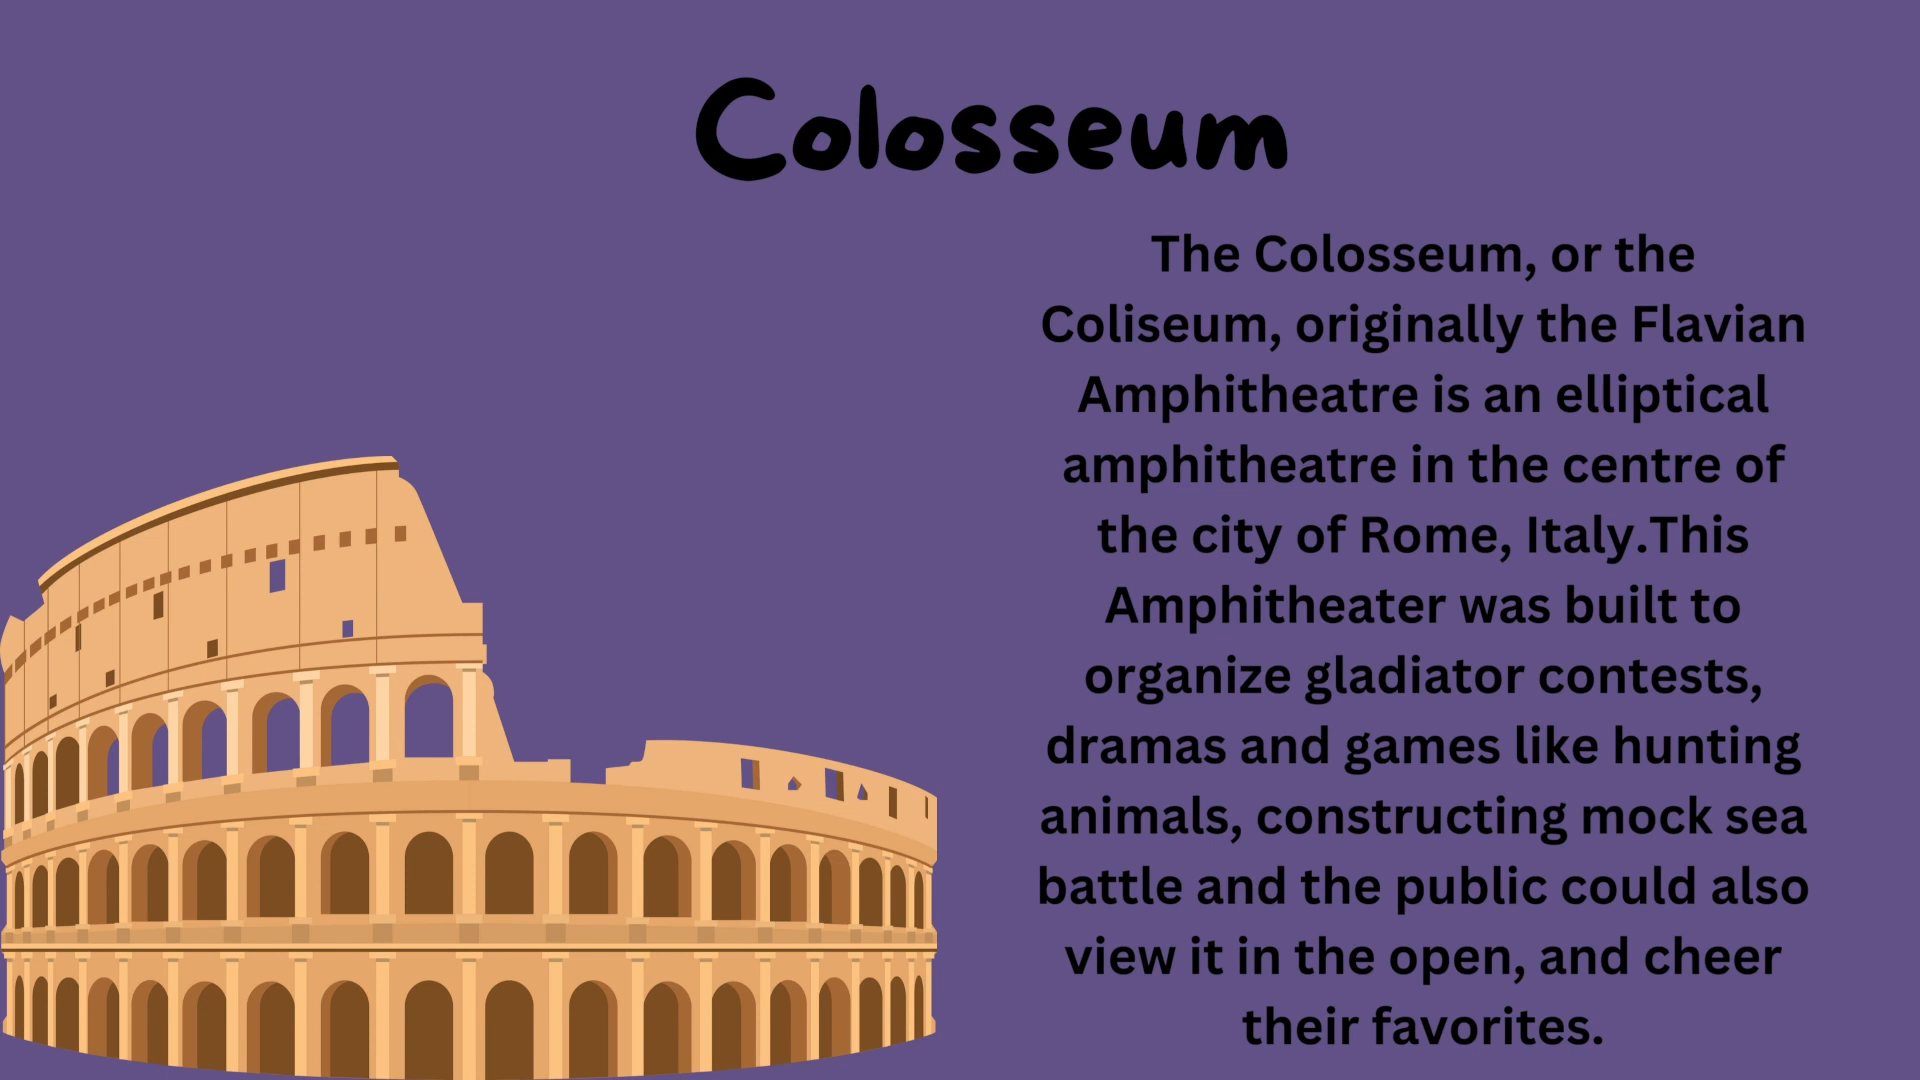 Colosseum
The Colosseum, or the
Coliseum, originally the Flavian
Amphitheatre is an elliptical
amphitheatre in the centre of
the city of Rome, Italy.This
Amphitheater was built to
organize gladiator contests,
dramas and games like hunting
animals, constructing mock sea
battle and the public could also
view it in the open, and cheer
their favorites.